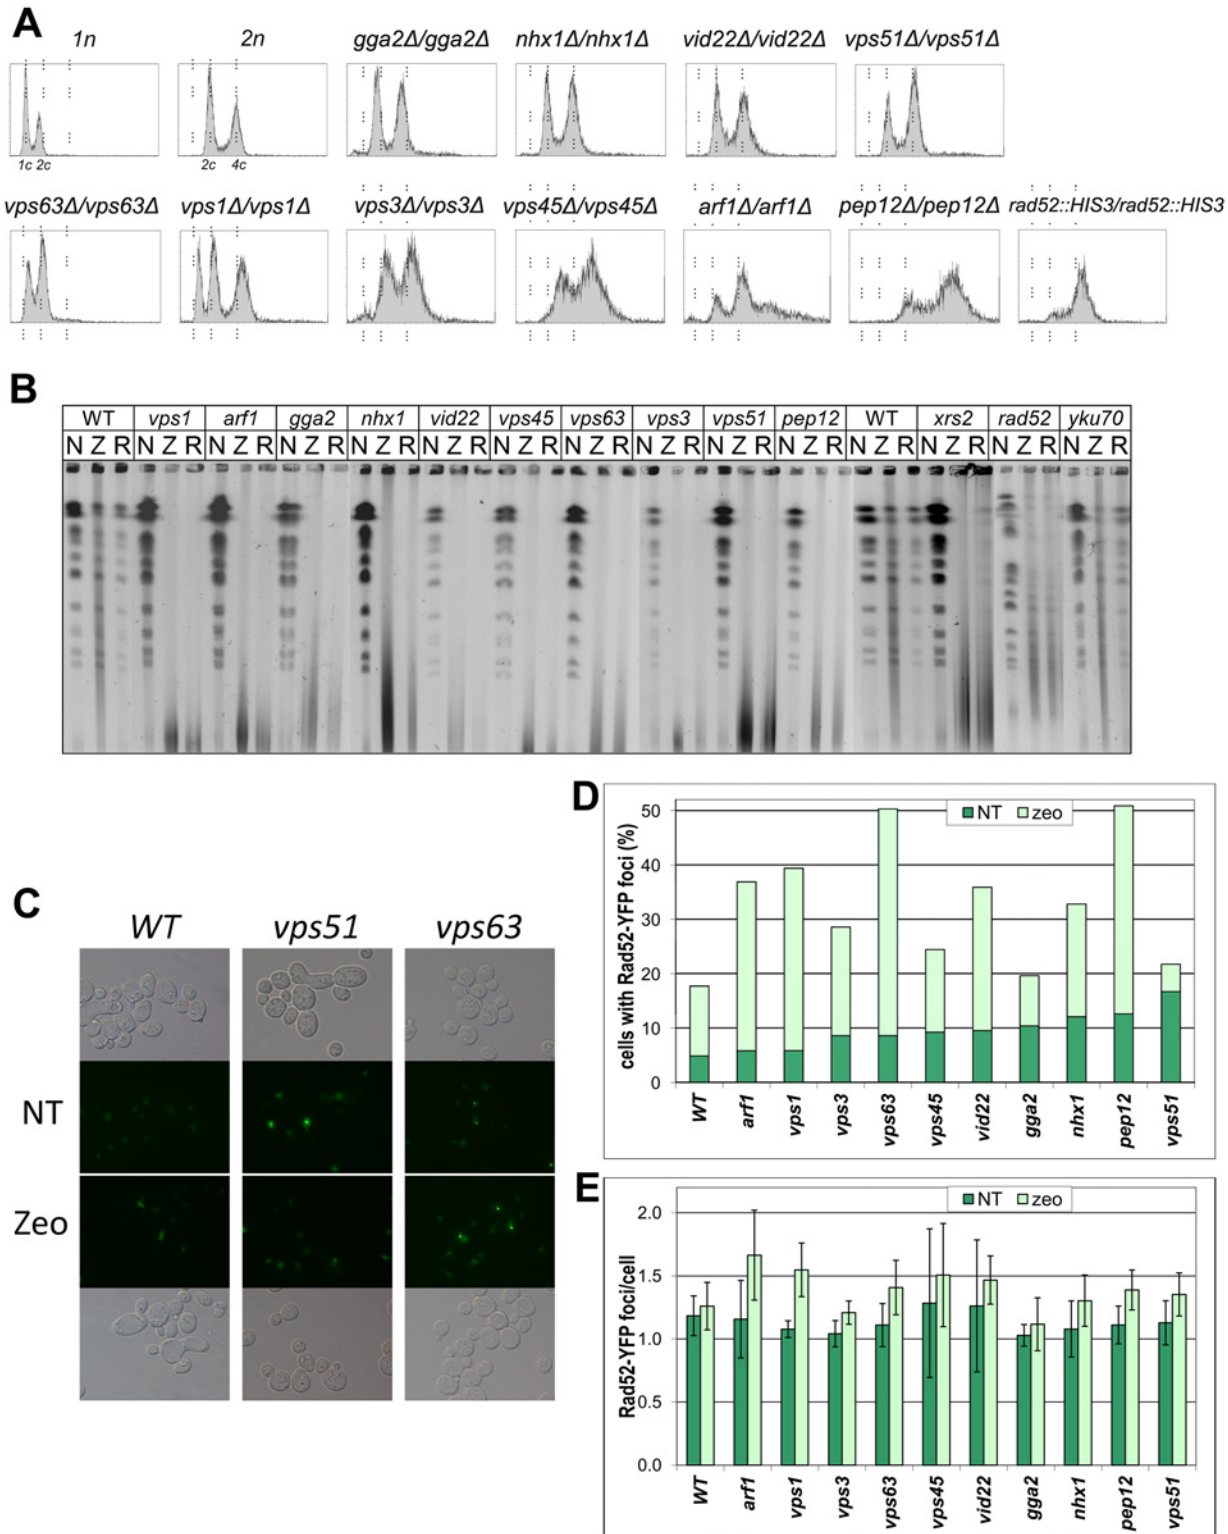 A
1n 2n gga2Δ/gga2Δ nhx1Δ/nhx1Δ vid22Δ/vid22Δ vps51Δ/vps51Δ
1c 2c 2c 4c
vps63Δ/vps63Δ vps1Δ/vps1Δ vps3Δ/vps3Δ vps45Δ/vps45Δ arf1Δ/arf1Δ pep12Δ/pep12Δ rad52::HIS3/rad52::HIS3
B
WT vps1 arf1 gga2 nhx1 vid22 vps45 vps63 vps3 vps51 pep12 WT xrs2 rad52 yku70
N Z R N Z R N Z R N Z R N Z R N Z R N Z R N Z R N Z R N Z R N Z R N Z R N Z R N Z R N Z R
C
WT vps51 vps63
NT
Zeo
D
NT zeo
cells with Rad52-YFP foci (%)
50
40
30
20
10
0
WT arf1 vps1 vps3 vps63 vps45 vid22 gga2 nhx1 pep12 vps51
E
NT zeo
Rad52-YFP foci/cell
2.0
1.5
1.0
0.5
0.0
WT arf1 vps1 vps3 vps63 vps45 vid22 gga2 nhx1 pep12 vps51